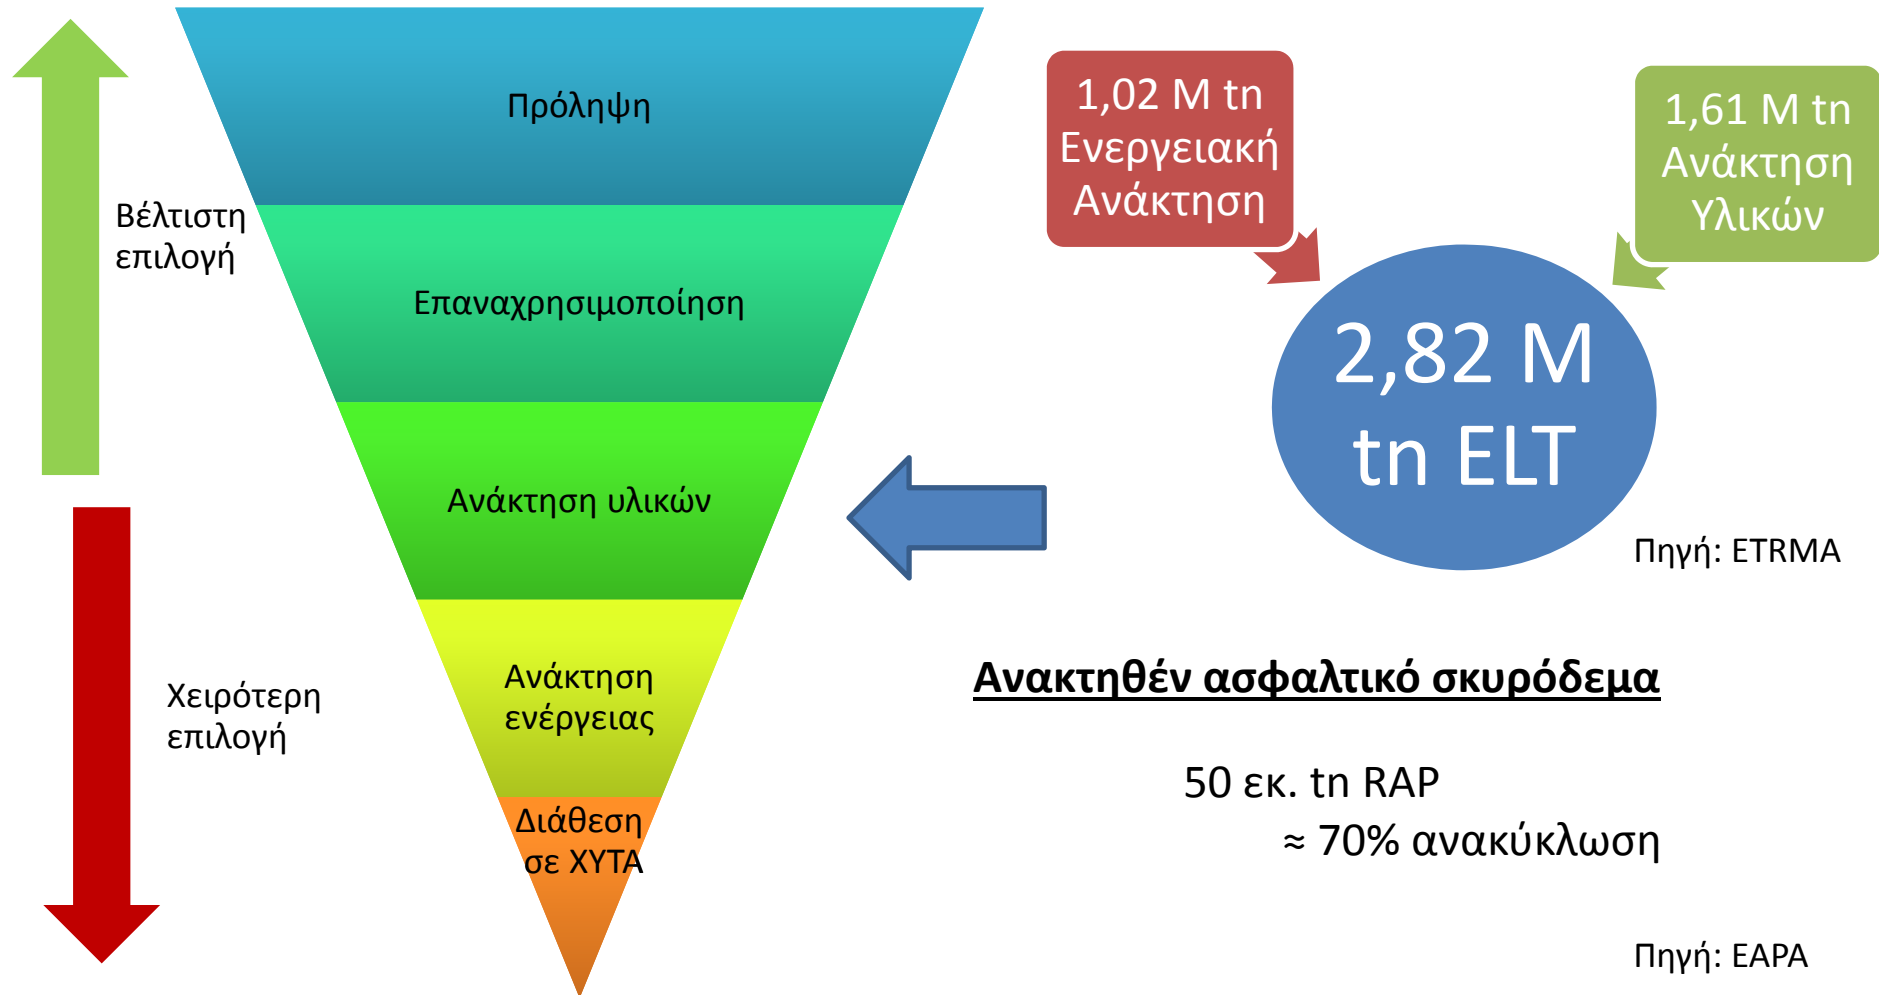 Πρόληψη
Βέλτιστη
επιλογή
Επαναχρησιμοποίηση
Ανάκτηση υλικών
Χειρότερη
επιλογή
Ανάκτηση
ενέργειας
Διάθεση
σε ΧΥΤΑ
1,02 M tn
Ενεργειακή
Ανάκτηση
1,61 M tn
Ανάκτηση
Υλικών
2,82 M
tn ELT
Πηγή: ETRMA
Ανακτηθέν ασφαλτικό σκυρόδεμα
50 εκ. tn RAP
≈ 70% ανακύκλωση
Πηγή: EAPA